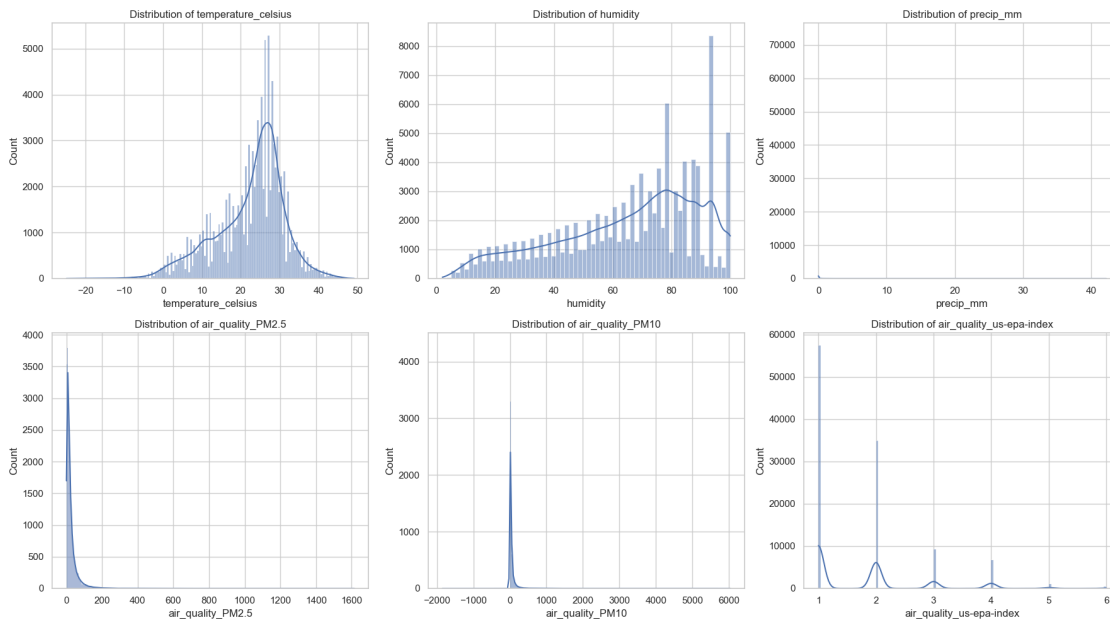 Distribution of temperature_celsius
5000
4000
3000
2000
1000
0
Count
−20 −10 0 10 20 30 40 50
temperature_celsius
Distribution of humidity
8000
7000
6000
5000
4000
3000
2000
1000
0
Count
0 20 40 60 80 100
humidity
Distribution of precip_mm
70000
60000
50000
40000
30000
20000
10000
0
Count
0 10 20 30 40
precip_mm
Distribution of air_quality_PM2.5
4000
3500
3000
2500
2000
1500
1000
500
0
Count
0 200 400 600 800 1000 1200 1400 1600
air_quality_PM2.5
Distribution of air_quality_PM10
4000
3000
2000
1000
0
Count
−2000 −1000 0 1000 2000 3000 4000 5000 6000
air_quality_PM10
Distribution of air_quality_us-epa-index
60000
50000
40000
30000
20000
10000
0
Count
1 2 3 4 5 6
air_quality_us-epa-index